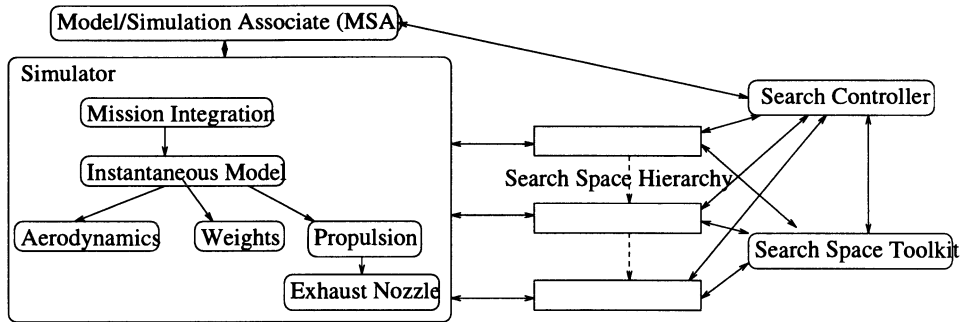 Model/Simulation Associate (MSA)
Simulator
Search Controller
Mission Integration
Instantaneous Model
Search Space Hierarchy
Aerodynamics
Weights
Propulsion
Search Space Toolkit
Exhaust Nozzle